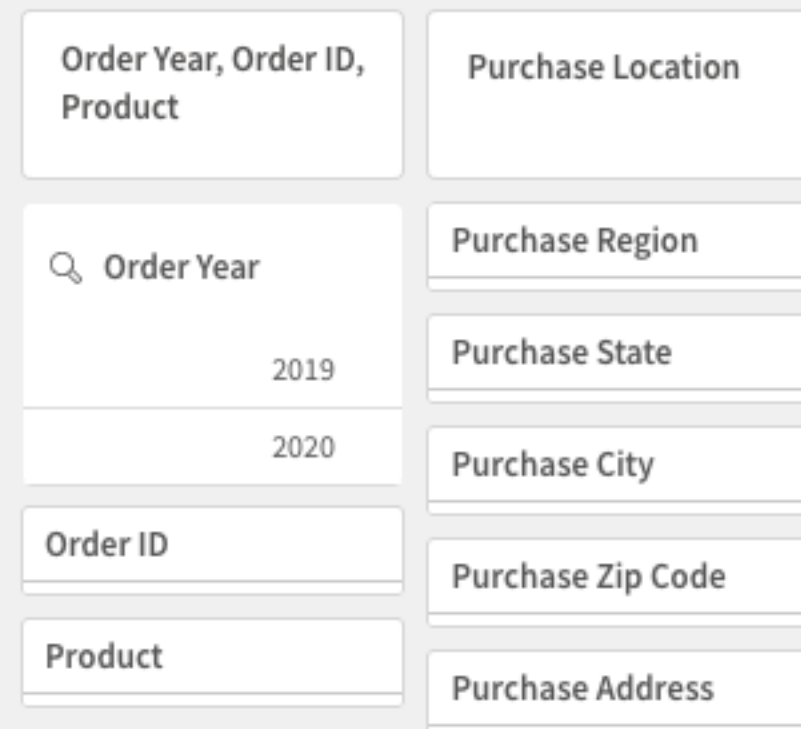 Order Year, Order ID,
Product
Order Year
2019
2020
Order ID
Product
Purchase Location
Purchase Region
Purchase State
Purchase City
Purchase Zip Code
Purchase Address